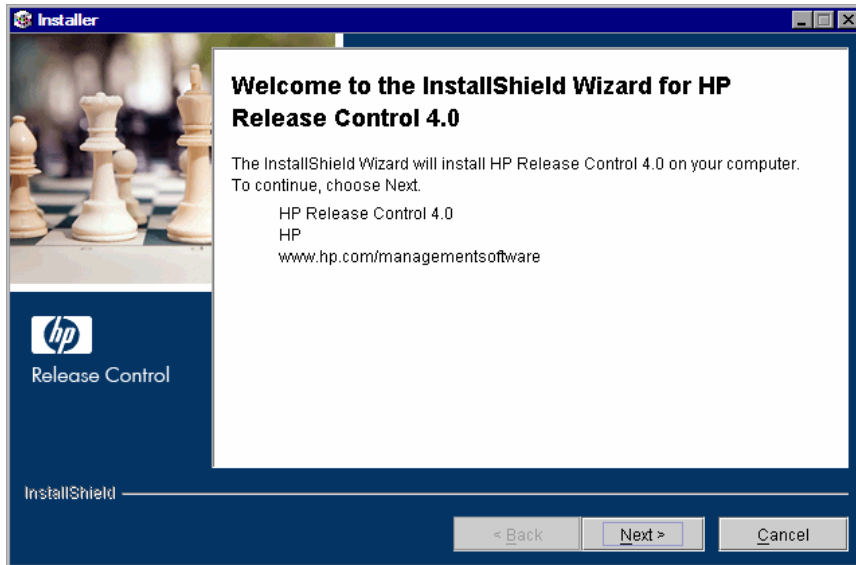 Installer
Welcome to the InstallShield Wizard for HP
Release Control 4.0
The InstallShield Wizard will install HP Release Control 4.0 on your computer.
To continue, choose Next.
HP Release Control 4.0
HP
www.hp.com/managementsoftware
hp
Release Control
InstallShield
< Back
Next >
Cancel